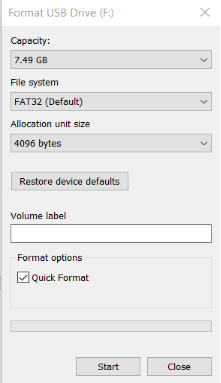 Format USB Drive (F:)
Capacity:
7.49 GB
File system
FAT32 (Default)
Allocation unit size
4096 bytes
Restore device defaults
Volume label
Format options
Quick Format
Start Close